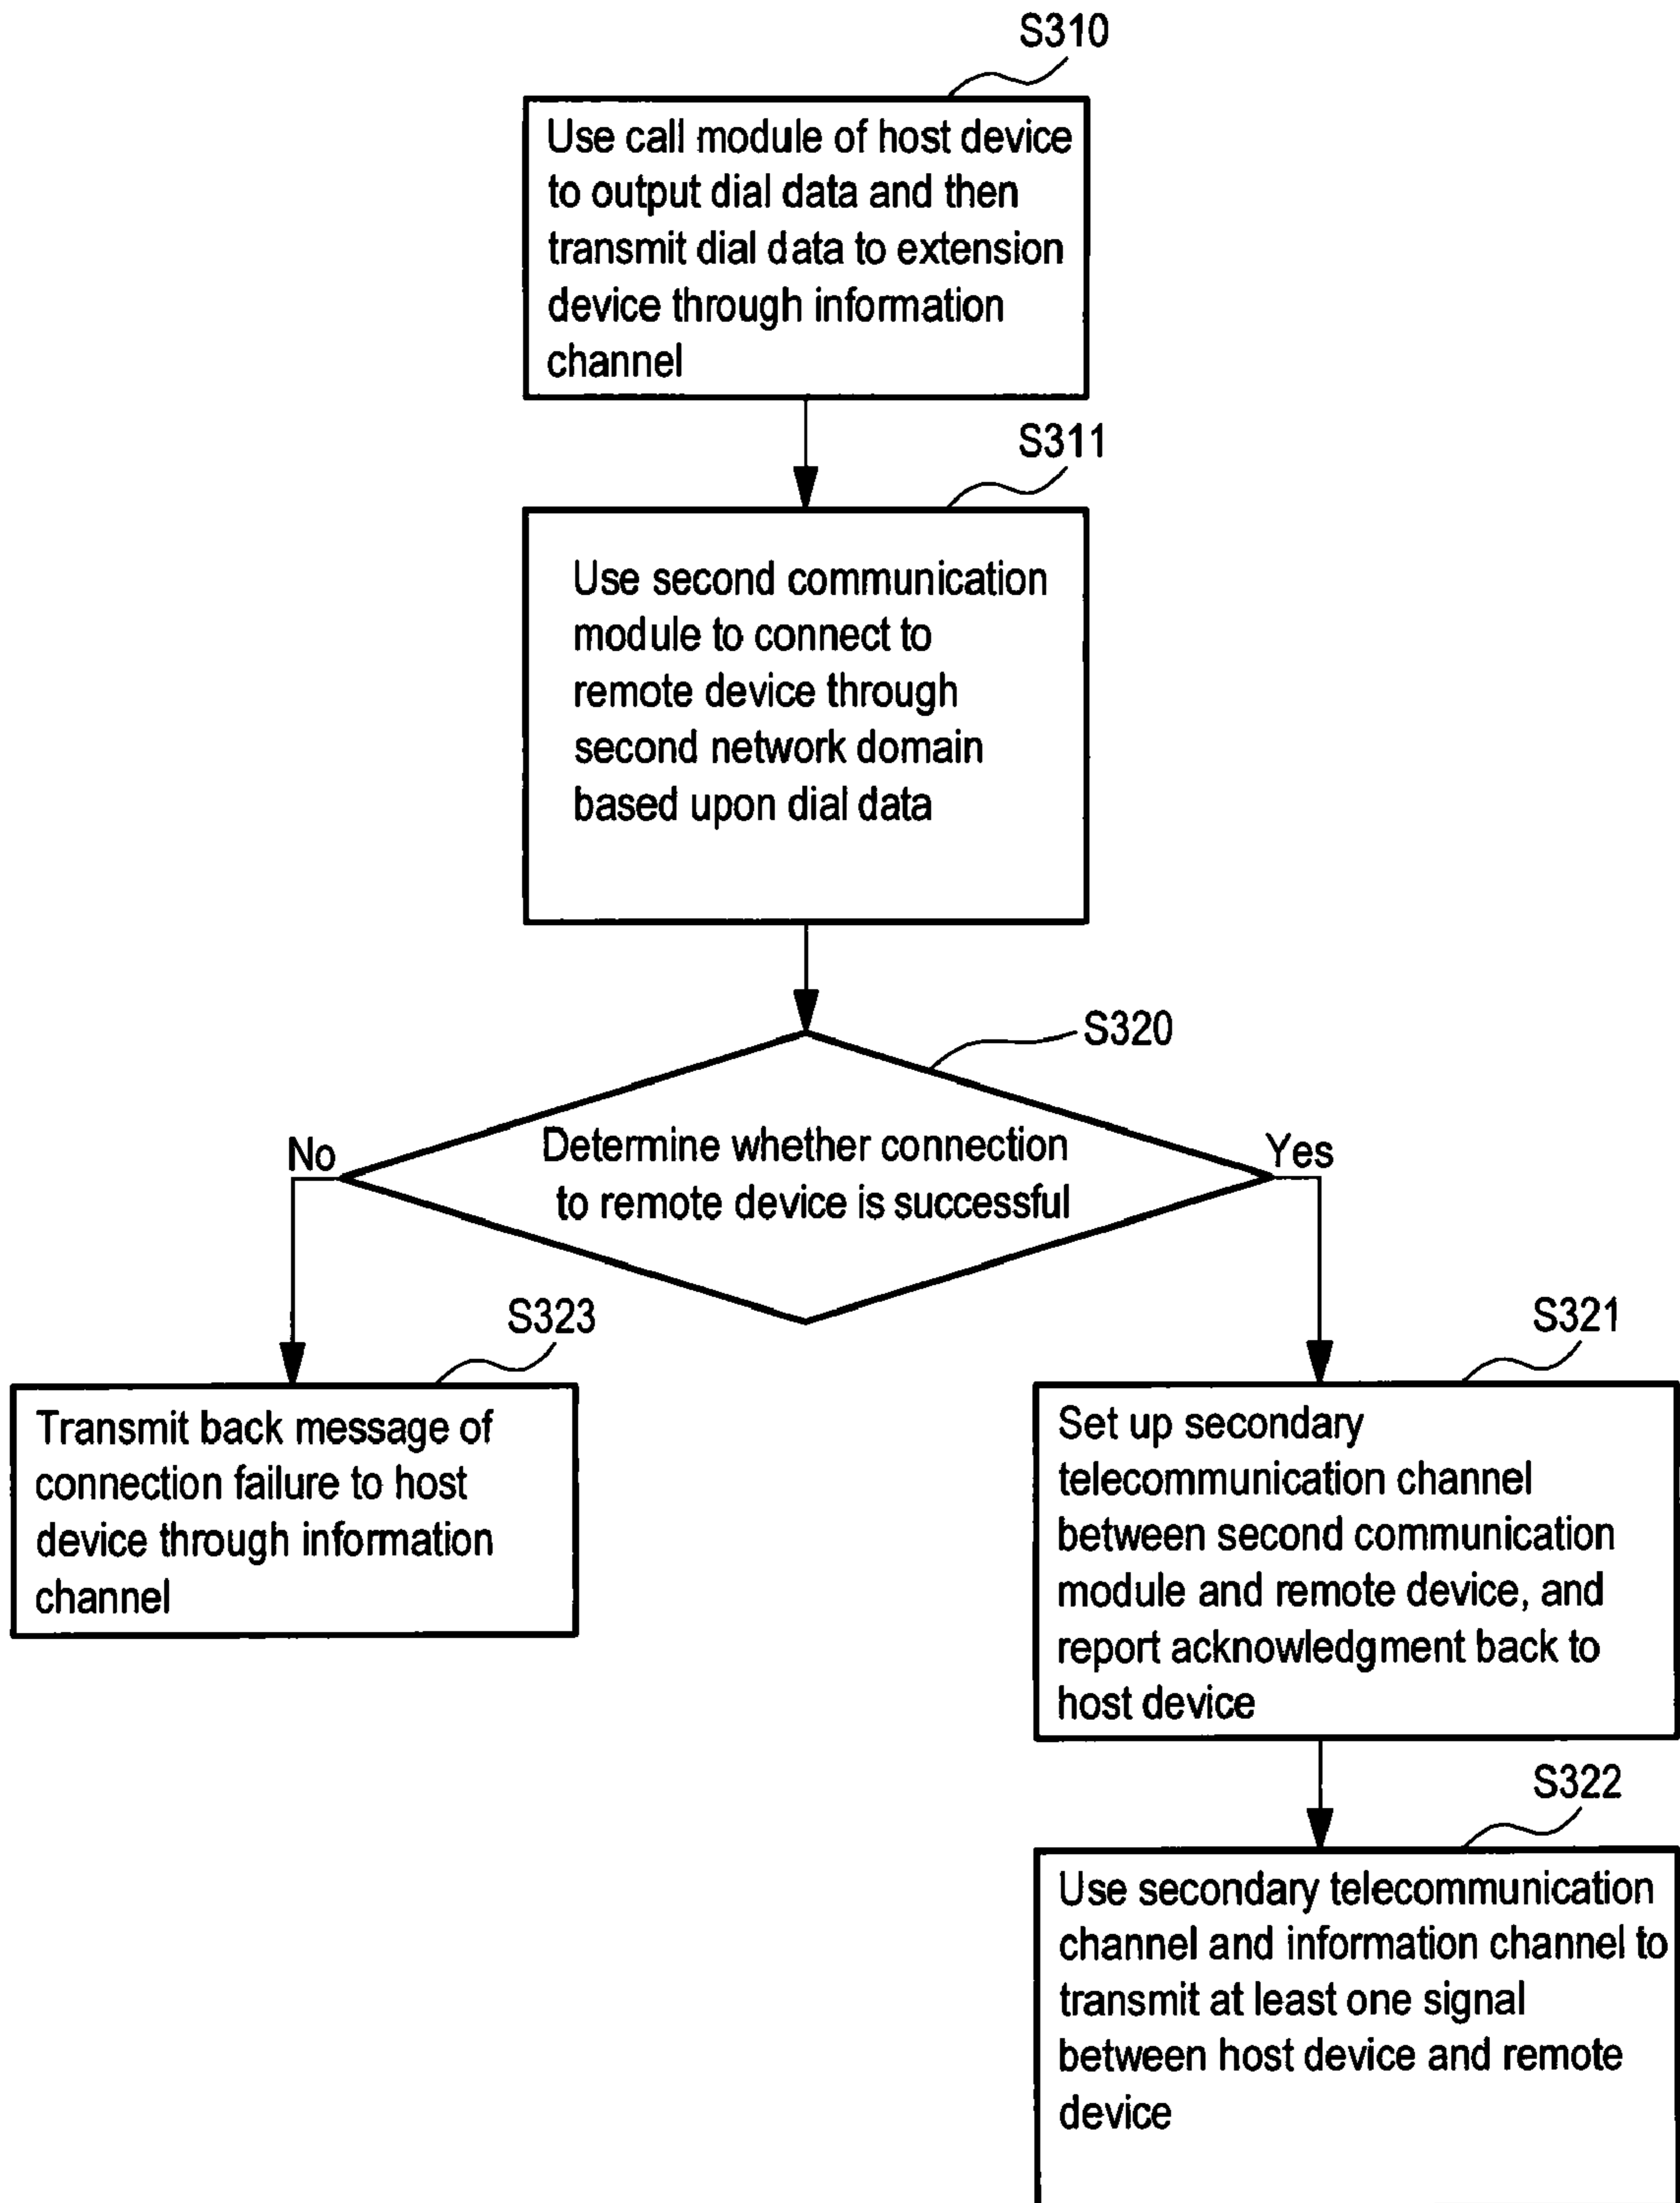 S310
Use call module of host device
to output dial data and then
transmit dial data to extension
device through information
channel
S311
Use second communication
module to connect to
remote device through
second network domain
based upon dial data
S320
Determine whether connection
to remote device is successful
No
Yes
S323
Transmit back message of
connection failure to host
device through information
channel
S321
Set up secondary
telecommunication channel
between second communication
module and remote device, and
report acknowledgment back to
host device
S322
Use secondary telecommunication
channel and information channel to
transmit at least one signal
between host device and remote
device